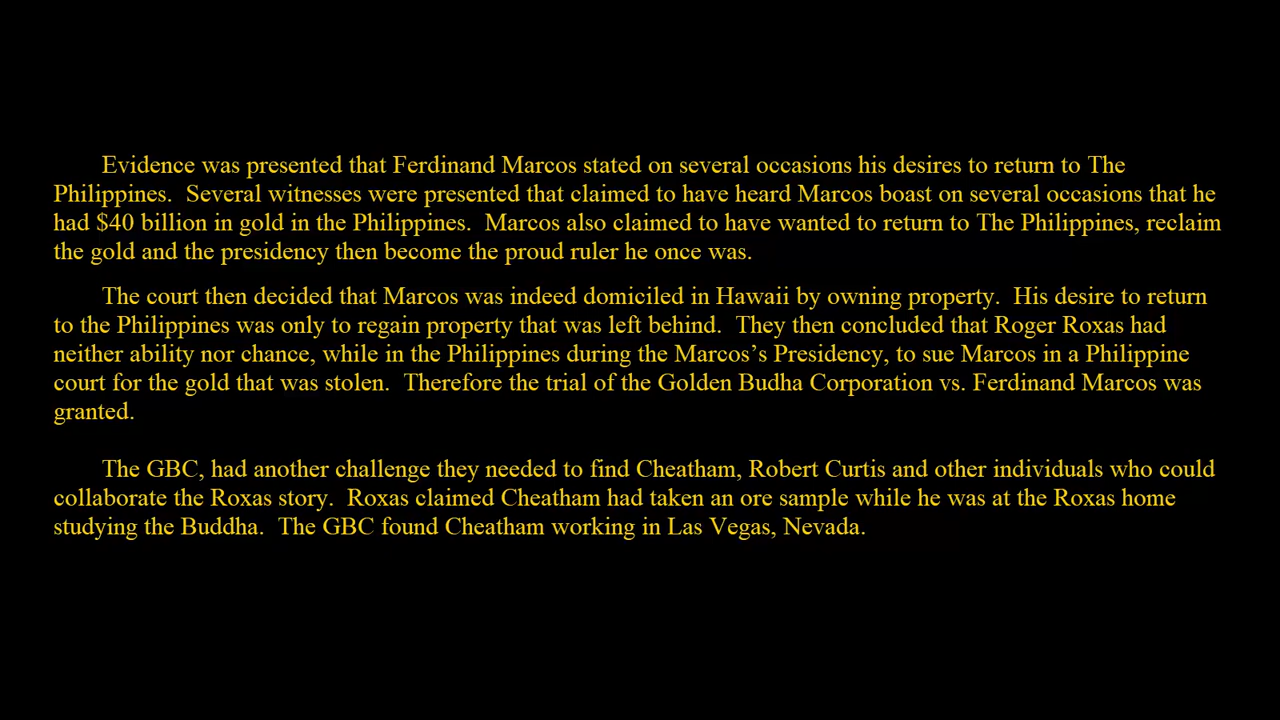 Evidence was presented that Ferdinand Marcos stated on several occasions his desires to return to The
Philippines.  Several witnesses were presented that claimed to have heard Marcos boast on several occasions that he
had $40 billion in gold in the Philippines.  Marcos also claimed to have wanted to return to The Philippines, reclaim
the gold and the presidency then become the proud ruler he once was.
The court then decided that Marcos was indeed domiciled in Hawaii by owning property.  His desire to return
to the Philippines was only to regain property that was left behind.  They then concluded that Roger Roxas had
neither ability nor chance, while in the Philippines during the Marcos’s Presidency, to sue Marcos in a Philippine
court for the gold that was stolen.  Therefore the trial of the Golden Budha Corporation vs. Ferdinand Marcos was
granted.
The GBC, had another challenge they needed to find Cheatham, Robert Curtis and other individuals who could
collaborate the Roxas story.  Roxas claimed Cheatham had taken an ore sample while he was at the Roxas home
studying the Buddha.  The GBC found Cheatham working in Las Vegas, Nevada.